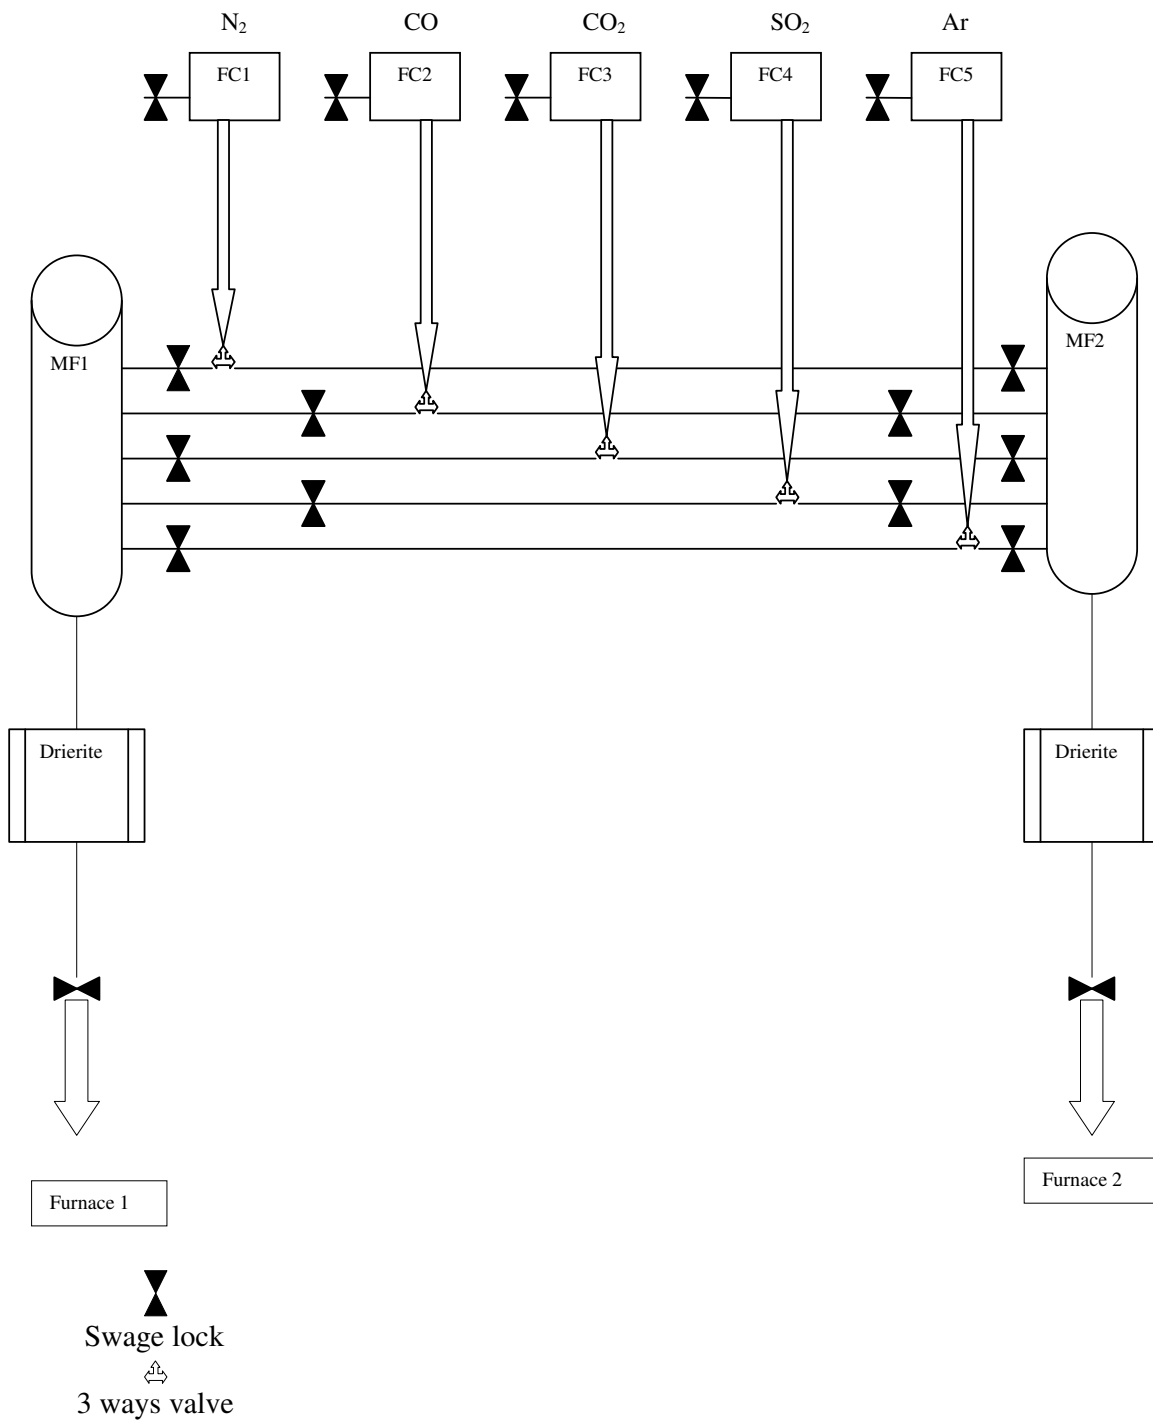 N₂ CO CO₂ SO₂ Ar
FC1 FC2 FC3 FC4 FC5
MF1 MF2
Drierite Drierite
Furnace 1 Furnace 2
Swage lock
3 ways valve